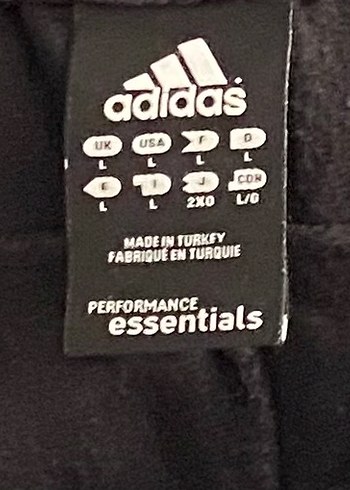 adidas
UK USA F D
L L L L
E I J CDN
L L 2XO L/G
MADE IN TURKEY
FABRIQUÉ EN TURQUIE
PERFORMANCE
essentials